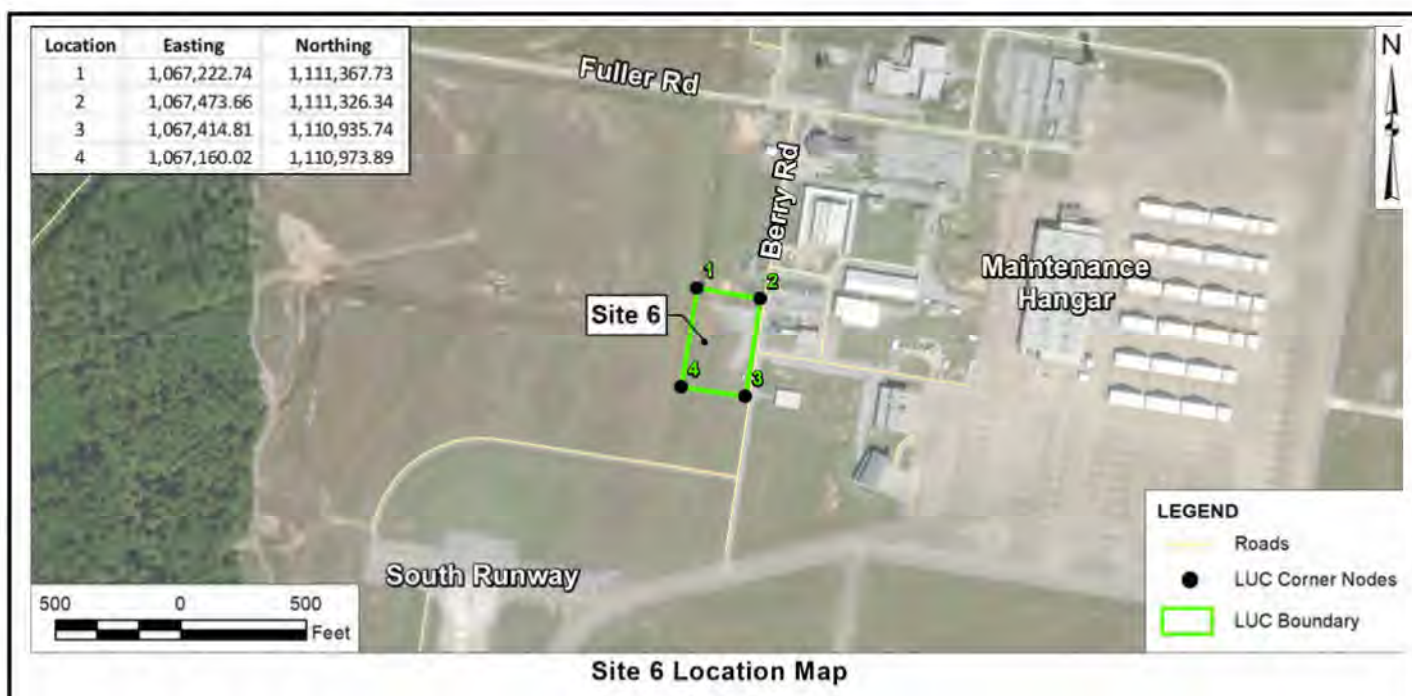 Location Easting Northing
1 1,067,222.74 1,111,367.73
2 1,067,473.66 1,111,326.34
3 1,067,414.81 1,110,935.74
4 1,067,160.02 1,110,973.89
N
Fuller Rd
Berry Rd
Maintenance
Hangar
1
2
Site 6
4
3
South Runway
LEGEND
Roads
LUC Corner Nodes
LUC Boundary
500 0 500
Feet
Site 6 Location Map